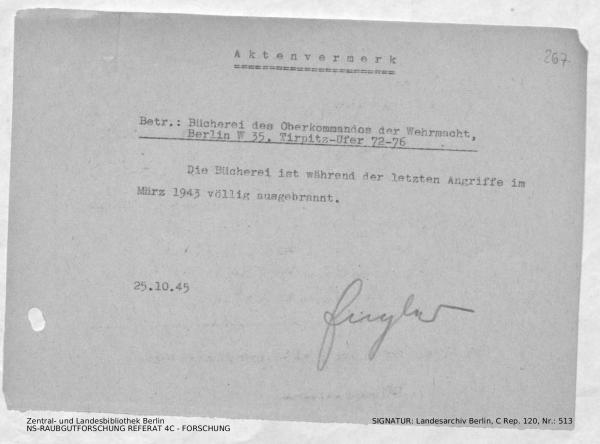 Aktenvermerk
267
Betr.: Bücherei des Oberkommandos der Wehrmacht,
Berlin W 35, Tirpitz-Ufer 72-76
Die Bücherei ist während der letzten Angriffe im
März 1943 völlig ausgebrannt.
25.10.45
Zentral- und Landesbibliothek Berlin
NS-RAUBGUTFORSCHUNG REFERAT 4C - FORSCHUNG
SIGNATUR: Landesarchiv Berlin, C Rep. 120, Nr.: 513